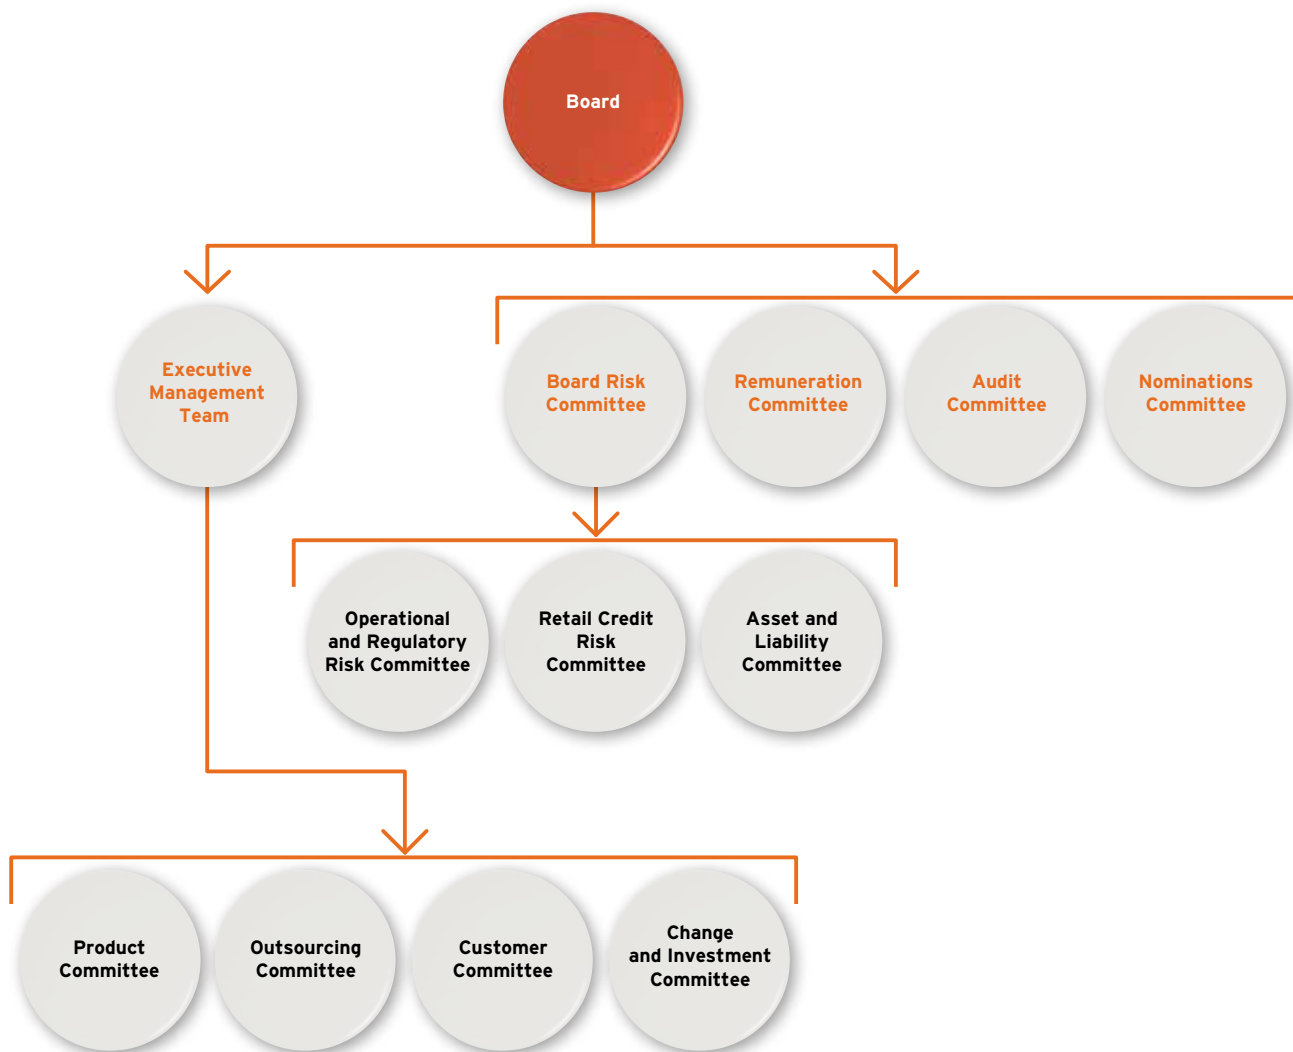 Board
Executive
Management
Team
Board Risk
Committee
Remuneration
Committee
Audit
Committee
Nominations
Committee
Operational
and Regulatory
Risk Committee
Retail Credit
Risk
Committee
Asset and
Liability
Committee
Product
Committee
Outsourcing
Committee
Customer
Committee
Change
and Investment
Committee